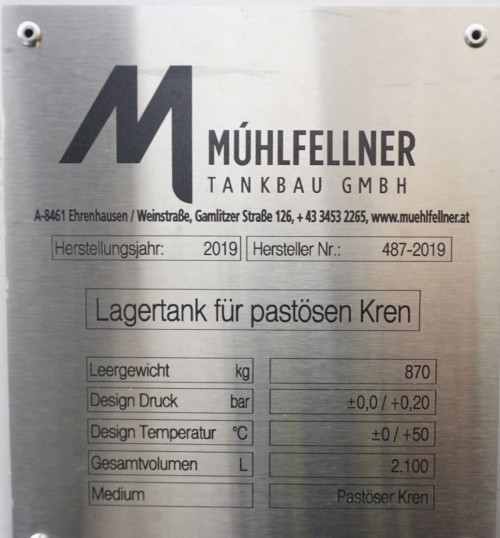 MÚHLFELLNER
TANKBAU GMBH
A-8461 Ehrenhausen / Weinstraße, Gamlitzer Straße 126, + 43 3453 2265, www.muehlfellner.at
Herstellungsjahr: 2019 Hersteller Nr.: 487-2019
Lagertank für pastösen Kren
Leergewicht kg 870
Design Druck bar ±0,0 / +0,20
Design Temperatur °C ±0 / +50
Gesamtvolumen L 2.100
Medium Pastöser Kren